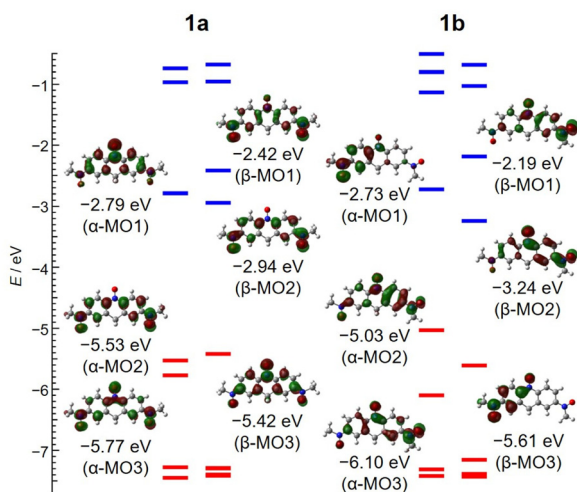 1a
1b
−1
−2
−3
−4
−5
−6
−7
E / eV
−2.79 eV
(α-MO1)
−5.53 eV
(α-MO2)
−5.77 eV
(α-MO3)
−2.42 eV
(β-MO1)
−2.94 eV
(β-MO2)
−5.42 eV
(β-MO3)
−2.73 eV
(α-MO1)
−5.03 eV
(α-MO2)
−6.10 eV
(α-MO3)
−2.19 eV
(β-MO1)
−3.24 eV
(β-MO2)
−5.61 eV
(β-MO3)